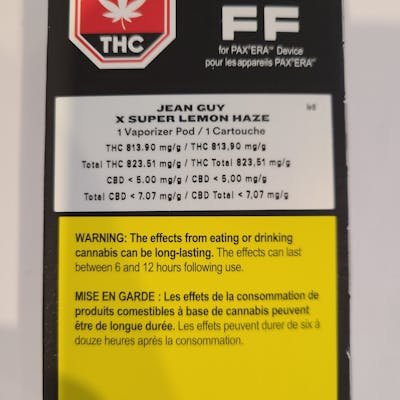 THC
FF
for PAX®ERA™ Device
pour les appareils PAX®ERA™
JEAN GUY
X SUPER LEMON HAZE
1 Vaporizer Pod / 1 Cartouche
THC 813.90 mg/g / THC 813,90 mg/g
Total THC 823.51 mg/g / THC Total 823,51 mg/g
CBD < 5.00 mg/g / CBD < 5,00 mg/g
Total CBD < 7.07 mg/g / CBD Total < 7,07 mg/g
WARNING: The effects from eating or drinking
cannabis can be long-lasting. The effects can last
between 6 and 12 hours following use.
MISE EN GARDE : Les effets de la consommation de
produits comestibles à base de cannabis peuvent
être de longue durée. Les effets peuvent durer de six à
douze heures après la consommation.